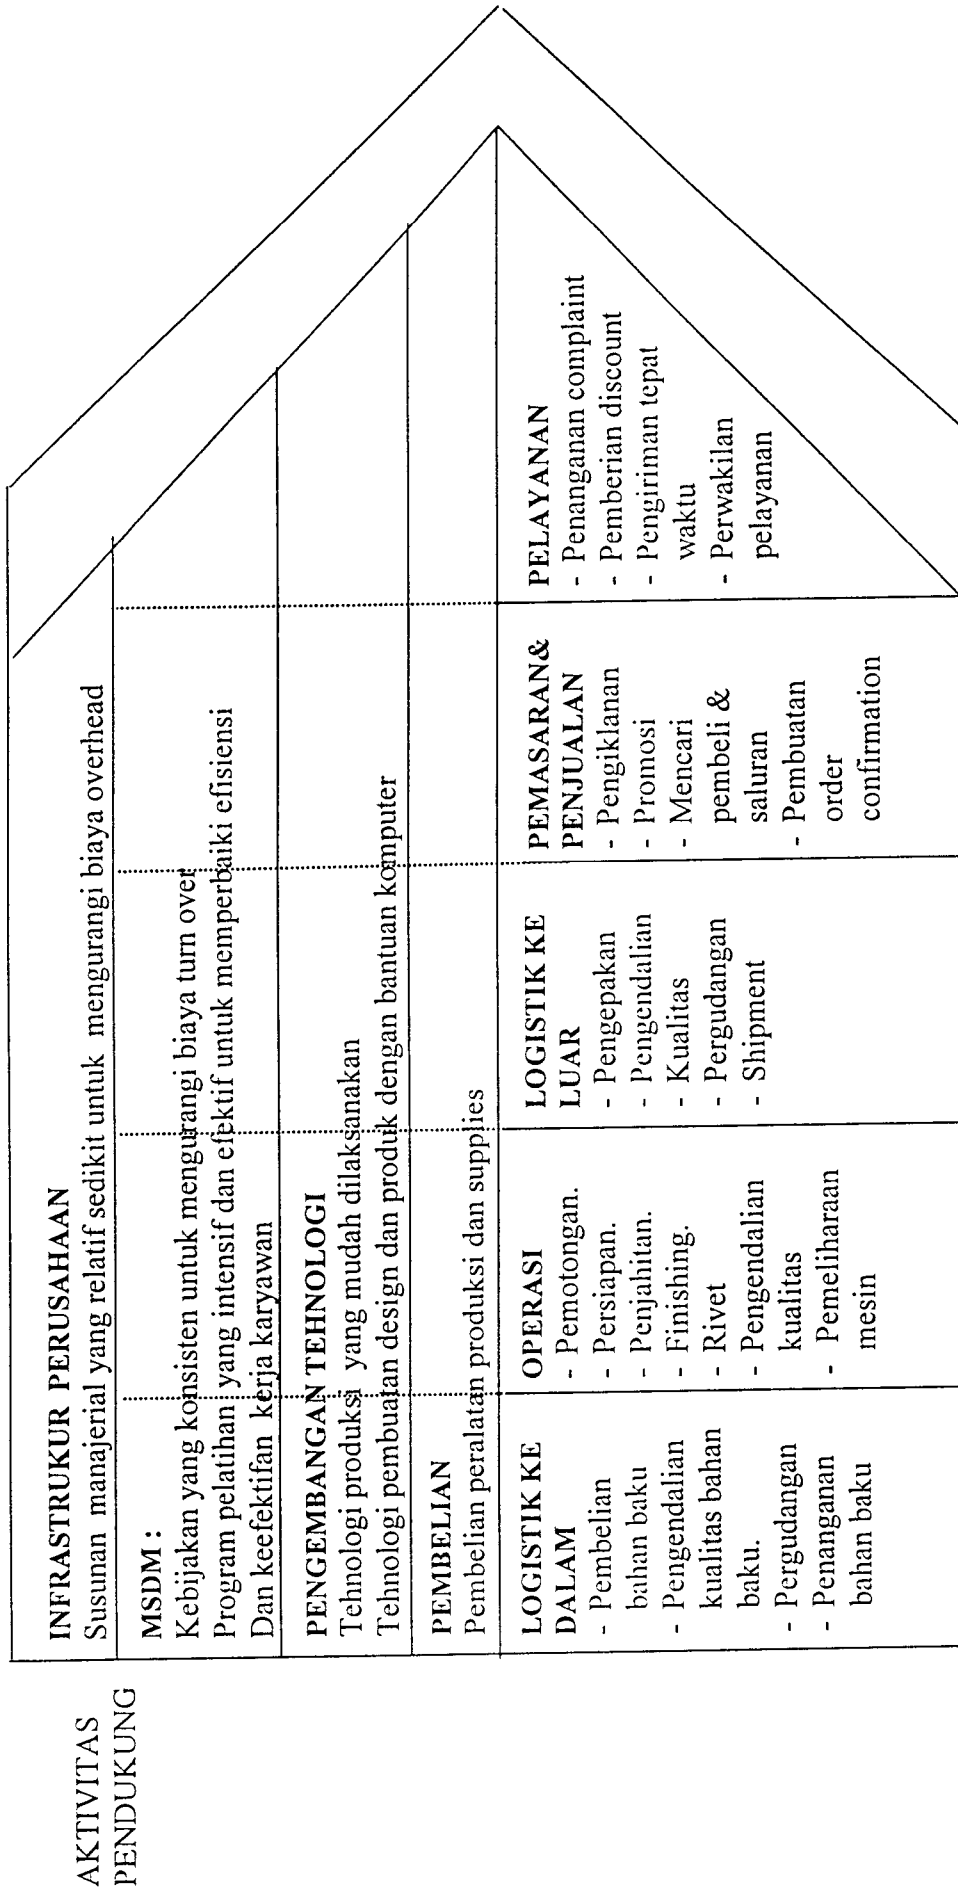 AKTIVITAS
PENDUKUNG
INFRASTRUKUR PERUSAHAAN
Susunan manajerial yang relatif sedikit untuk mengurangi biaya overhead
MSDM :
Kebijakan yang konsisten untuk mengurangi biaya turn over
Program pelatihan yang intensif dan efektif untuk memperbaiki efisiensi
Dan keefektifan kerja karyawan
PENGEMBANGAN TEHNOLOGI
Tehnologi produksi yang mudah dilaksanakan
Tehnologi pembuatan design dan produk dengan bantuan komputer
PEMBELIAN
Pembelian peralatan produksi dan supplies
LOGISTIK KE
DALAM
- Pembelian
bahan baku
- Pengendalian
kualitas bahan
baku.
- Pergudangan
- Penanganan
bahan baku
OPERASI
- Pemotongan.
- Persiapan.
- Penjahitan.
- Finishing.
- Rivet
- Pengendalian
kualitas
- Pemeliharaan
mesin
LOGISTIK KE
LUAR
- Pengepakan
- Pengendalian
- Kualitas
- Pergudangan
- Shipment
PEMASARAN&
PENJUALAN
- Pengiklanan
- Promosi
- Mencari
pembeli &
saluran
- Pembuatan
order
confirmation
PELAYANAN
- Penanganan complaint
- Pemberian discount
- Pengiriman tepat
waktu
- Perwakilan
pelayanan